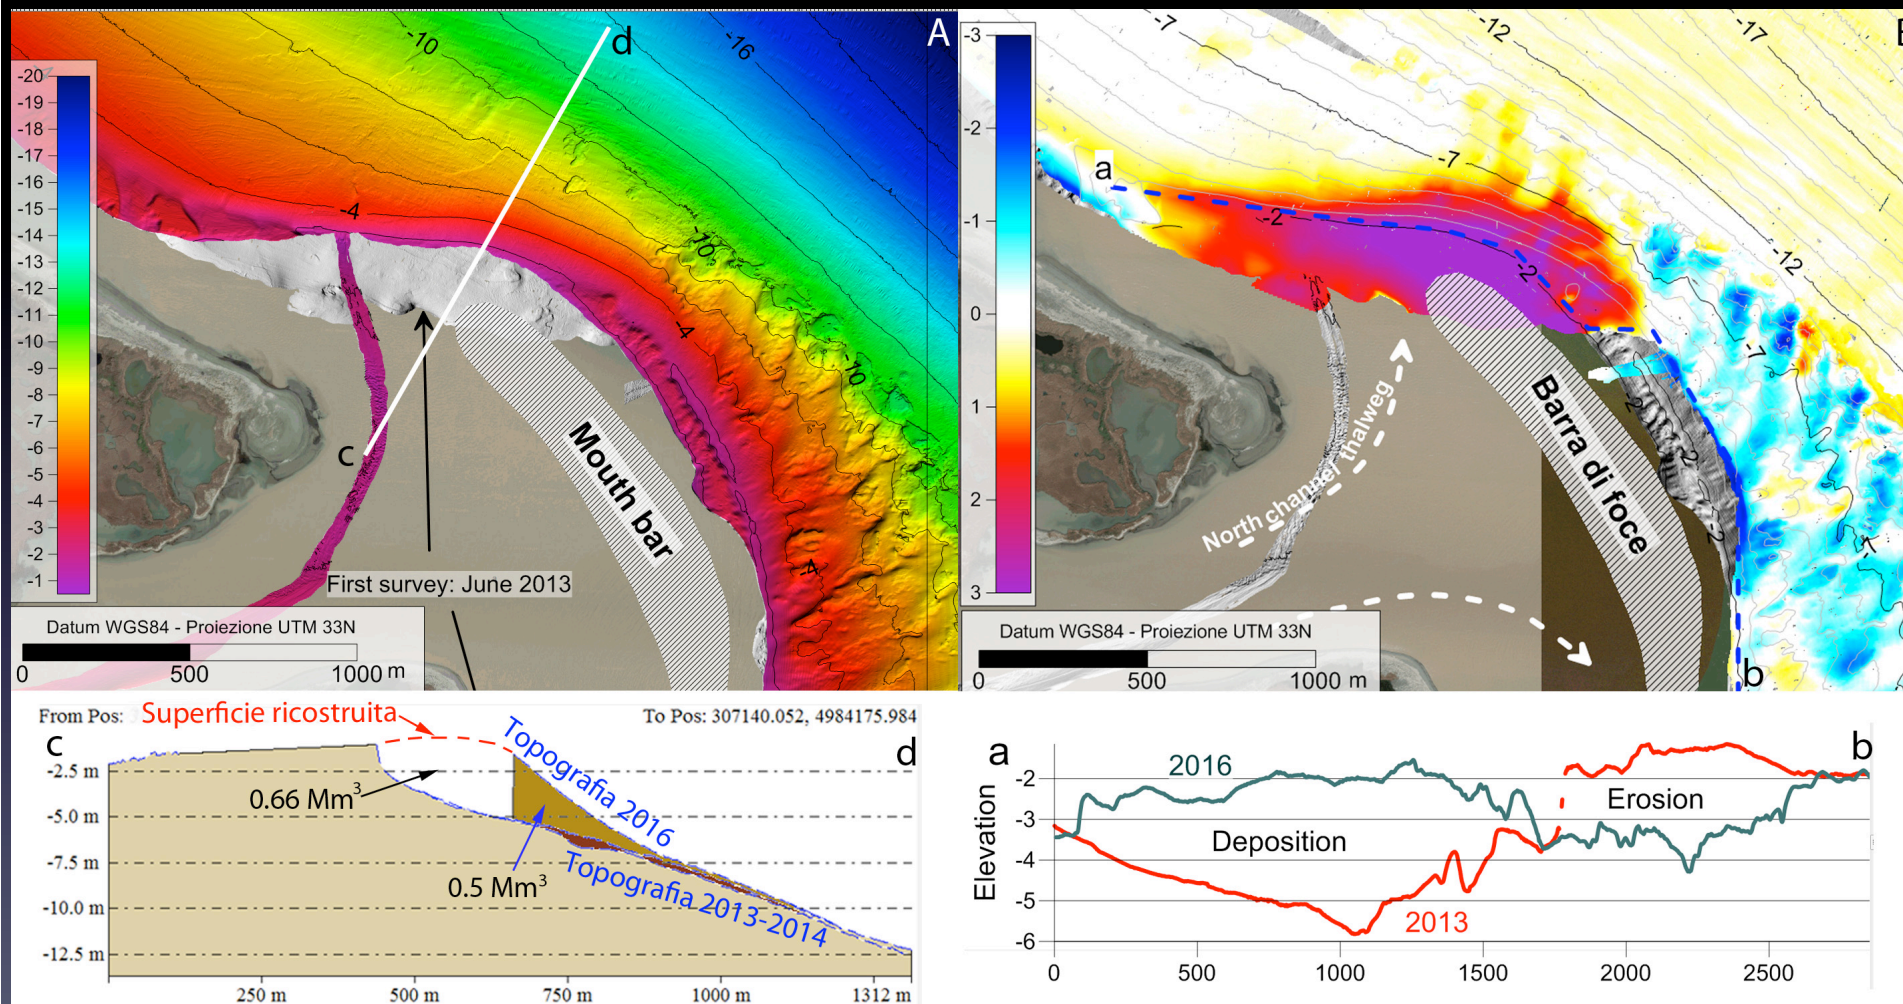 A
d
-10
-16
-20
-19
-18
-17
-16
-15
-14
-13
-12
-11
-10
-9
-8
-7
-6
-5
-4
-3
-2
-1
-4
-10
-4
-10
-4
c
Mouth bar
First survey: June 2013
Datum WGS84 - Proiezione UTM 33N
0 500 1000 m
-7
-12
-17
-3
-2
-1
0
1
2
3
a
-7
-2
-2
-12
-7
-2
-2
-2
-7
North channel thalweg
Barra di foce
b
Datum WGS84 - Proiezione UTM 33N
0 500 1000 m
From Pos:
To Pos: 307140.052, 4984175.984
Superficie ricostruita
c
d
Topografia 2016
-2.5 m
0.66 Mm³
-5.0 m
-7.5 m
Topografia 2013-2014
0.5 Mm³
-10.0 m
-12.5 m
250 m 500 m 750 m 1000 m 1312 m
a
b
2016
-2
Erosion
-3
Deposition
-4
-5
2013
-6
Elevation
0 500 1000 1500 2000 2500